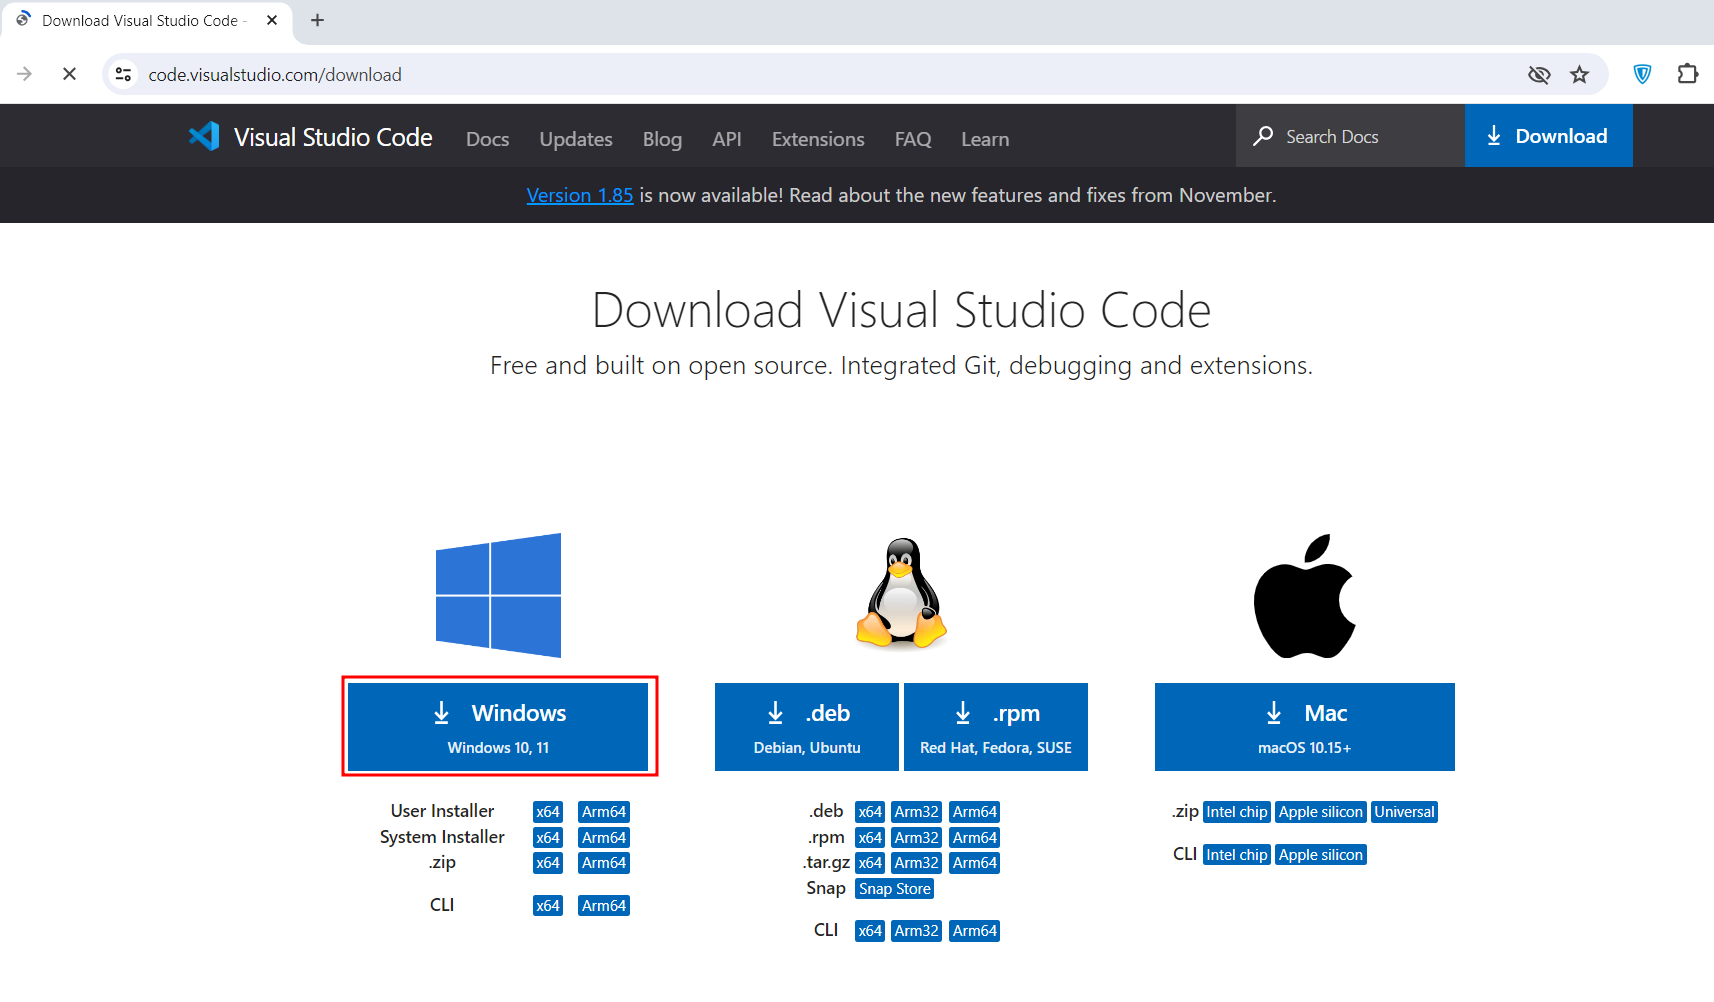 Download Visual Studio Code -
code.visualstudio.com/download
Visual Studio Code Docs Updates Blog API Extensions FAQ Learn Search Docs Download
Version 1.85 is now available! Read about the new features and fixes from November.
Download Visual Studio Code
Free and built on open source. Integrated Git, debugging and extensions.
Windows
Windows 10, 11
User Installer x64 Arm64
System Installer x64 Arm64
.zip x64 Arm64
CLI x64 Arm64
.deb
Debian, Ubuntu
.rpm
Red Hat, Fedora, SUSE
.deb x64 Arm32 Arm64
.rpm x64 Arm32 Arm64
.tar.gz x64 Arm32 Arm64
Snap Snap Store
CLI x64 Arm32 Arm64
Mac
macOS 10.15+
.zip Intel chip Apple silicon Universal
CLI Intel chip Apple silicon